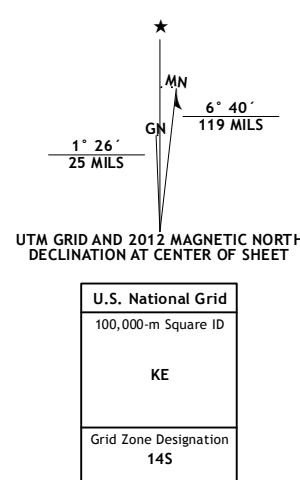 ★
MN
GN
6° 40´
119 MILS
1° 26´
25 MILS
UTM GRID AND 2012 MAGNETIC NORTH
DECLINATION AT CENTER OF SHEET
U.S. National Grid
100,000-m Square ID
KE
Grid Zone Designation
14S